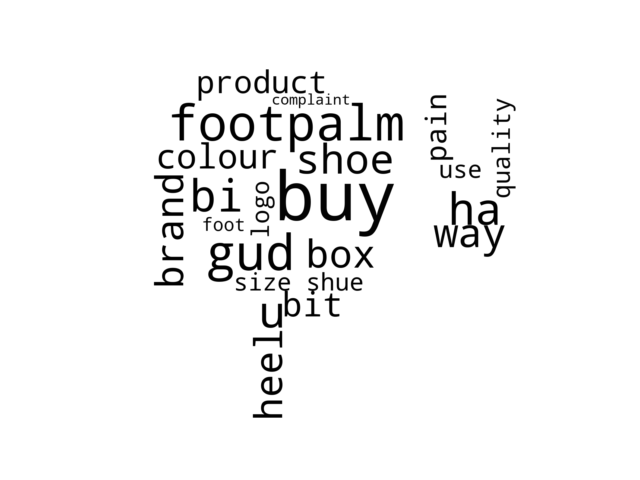 product
complaint
footpalm
pain
quality
colour
shoe
use
brand
bi
logo
buy
ha
foot
way
gud
box
size
shue
u
bit
heel